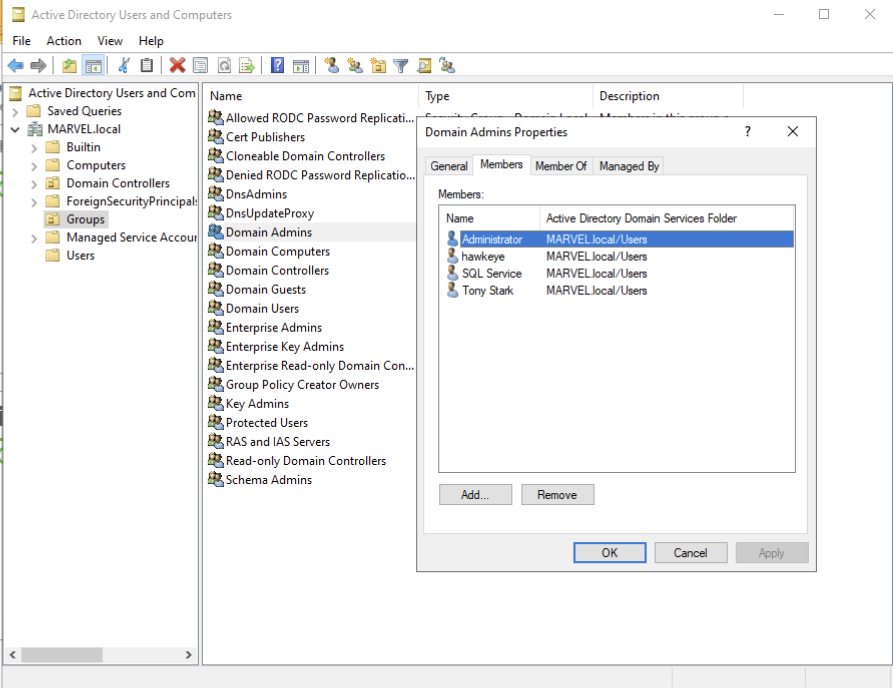 Active Directory Users and Computers
File Action View Help
Active Directory Users and Com
Saved Queries
MARVEL.local
Builtin
Computers
Domain Controllers
ForeignSecurityPrincipals
Groups
Managed Service Accour
Users
Name Type Description
Allowed RODC Password Replicati...
Cert Publishers
Cloneable Domain Controllers
Denied RODC Password Replicatio...
DnsAdmins
DnsUpdateProxy
Domain Admins
Domain Computers
Domain Controllers
Domain Guests
Domain Users
Enterprise Admins
Enterprise Key Admins
Enterprise Read-only Domain Con...
Group Policy Creator Owners
Key Admins
Protected Users
RAS and IAS Servers
Read-only Domain Controllers
Schema Admins
Domain Admins Properties ?
General Members Member Of Managed By
Members:
Name Active Directory Domain Services Folder
Administrator MARVEL.local/Users
hawkeye MARVEL.local/Users
SQL Service MARVEL.local/Users
Tony Stark MARVEL.local/Users
Add... Remove
OK Cancel Apply